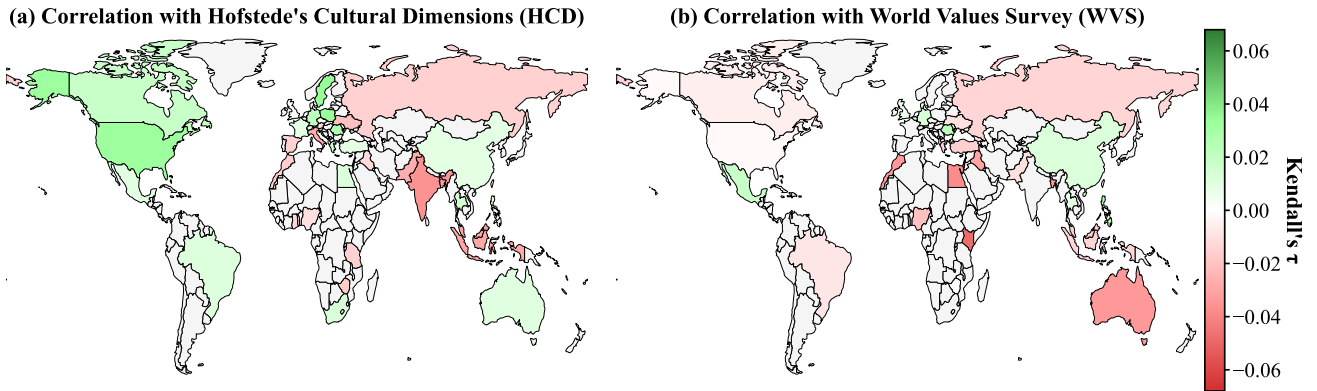 (a) Correlation with Hofstede's Cultural Dimensions (HCD)
(b) Correlation with World Values Survey (WVS)
0.06
0.04
0.02
0.00
−0.02
−0.04
−0.06
Kendall's τ